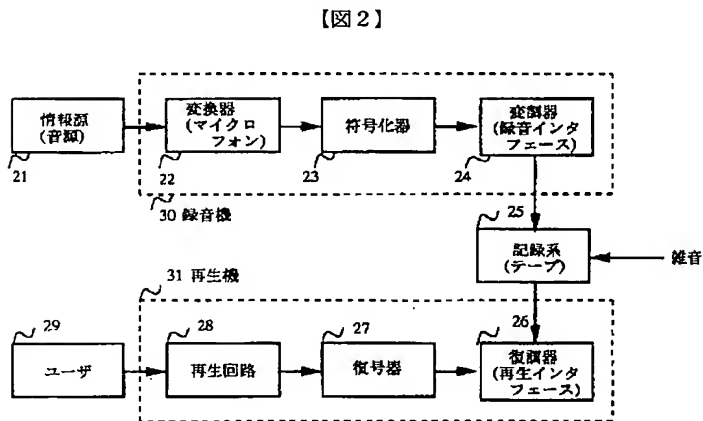 【図2】
情報源
(音源)
21
変換器
(マイクロ
フォン)
22
符号化器
23
変調器
(録音インタ
フェース)
24
30 録音機
25
記録系
(テープ)
雑音
31 再生機
29
ユーザ
28
再生回路
27
復号器
26
復調器
(再生インタ
フェース)